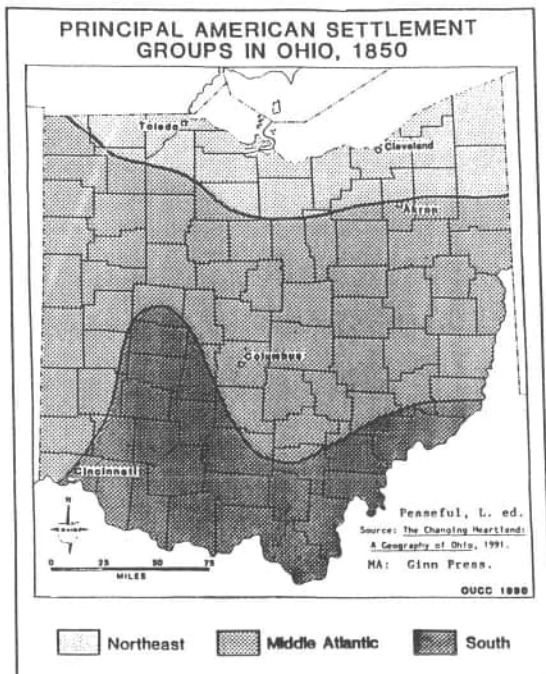 PRINCIPAL AMERICAN SETTLEMENT
GROUPS IN OHIO, 1850
Toledo
Cleveland
Akron
Columbus
Cincinnati
N
Peaseful, L. ed.
Source: The Changing Heartland:
A Geography of Ohio, 1991.
MA: Ginn Press.
0 25 50 75
MILES
OUCC 1990
Northeast Middle Atlantic South